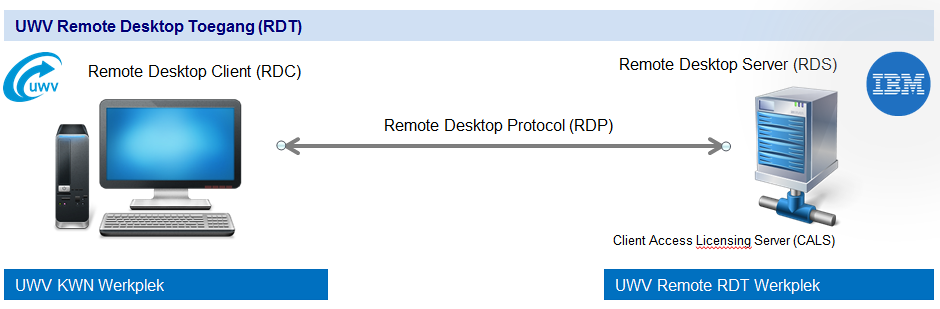 UWV Remote Desktop Toegang (RDT)
UWV
Remote Desktop Client (RDC)
Remote Desktop Server (RDS)
IBM
Remote Desktop Protocol (RDP)
Client Access Licensing Server (CALS)
UWV KWN Werkplek
UWV Remote RDT Werkplek